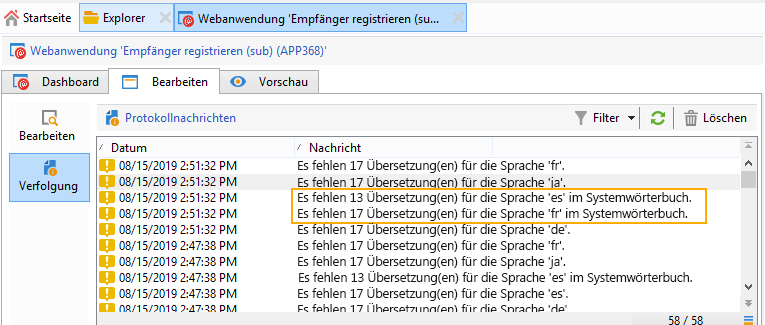 Startseite Explorer Webanwendung 'Empfänger registrieren (su...
Webanwendung 'Empfänger registrieren (sub) (APP368)'
Dashboard Bearbeiten Vorschau
Bearbeiten
Verfolgung
Protokollnachrichten Filter Löschen
Datum Nachricht
08/15/2019 2:51:32 PM Es fehlen 17 Übersetzung(en) für die Sprache 'fr'.
08/15/2019 2:51:32 PM Es fehlen 17 Übersetzung(en) für die Sprache 'ja'.
08/15/2019 2:51:32 PM Es fehlen 13 Übersetzung(en) für die Sprache 'es' im Systemwörterbuch.
08/15/2019 2:51:32 PM Es fehlen 17 Übersetzung(en) für die Sprache 'fr' im Systemwörterbuch.
08/15/2019 2:51:32 PM Es fehlen 17 Übersetzung(en) für die Sprache 'de'.
08/15/2019 2:47:38 PM Es fehlen 17 Übersetzung(en) für die Sprache 'fr'.
08/15/2019 2:47:38 PM Es fehlen 17 Übersetzung(en) für die Sprache 'ja'.
08/15/2019 2:47:38 PM Es fehlen 13 Übersetzung(en) für die Sprache 'es' im Systemwörterbuch.
08/15/2019 2:47:38 PM Es fehlen 17 Übersetzung(en) für die Sprache 'es'.
08/15/2019 2:47:38 PM Es fehlen 17 Übersetzung(en) für die Sprache 'de'.
58 / 58